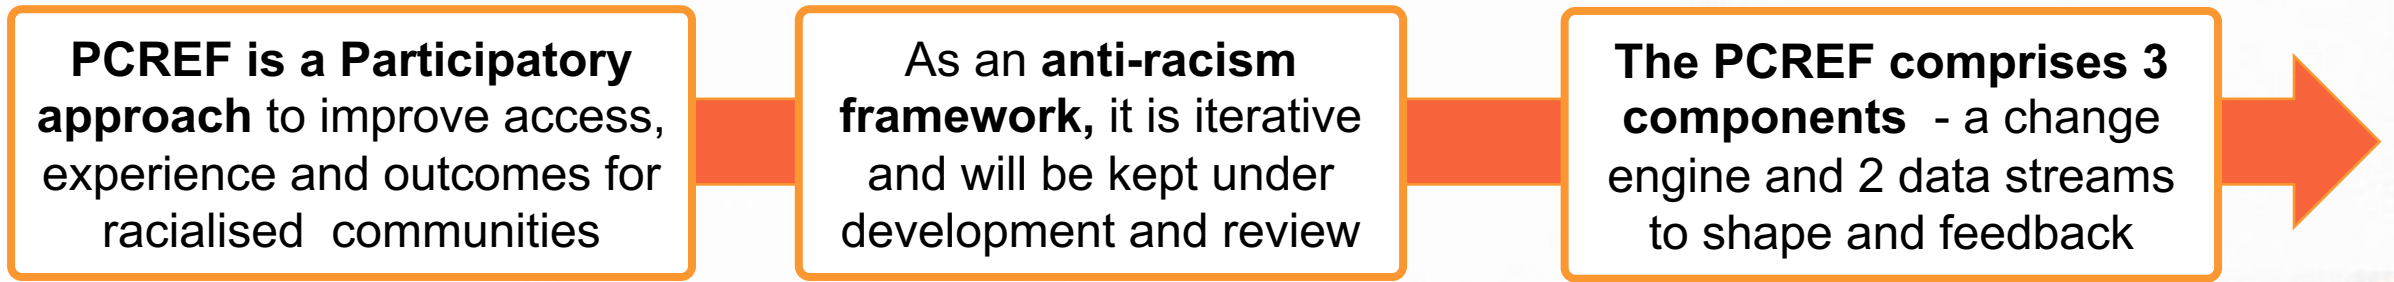 PCREF is a Participatory
approach to improve access,
experience and outcomes for
racialised communities
As an anti-racism
framework, it is iterative
and will be kept under
development and review
The PCREF comprises 3
components - a change
engine and 2 data streams
to shape and feedback